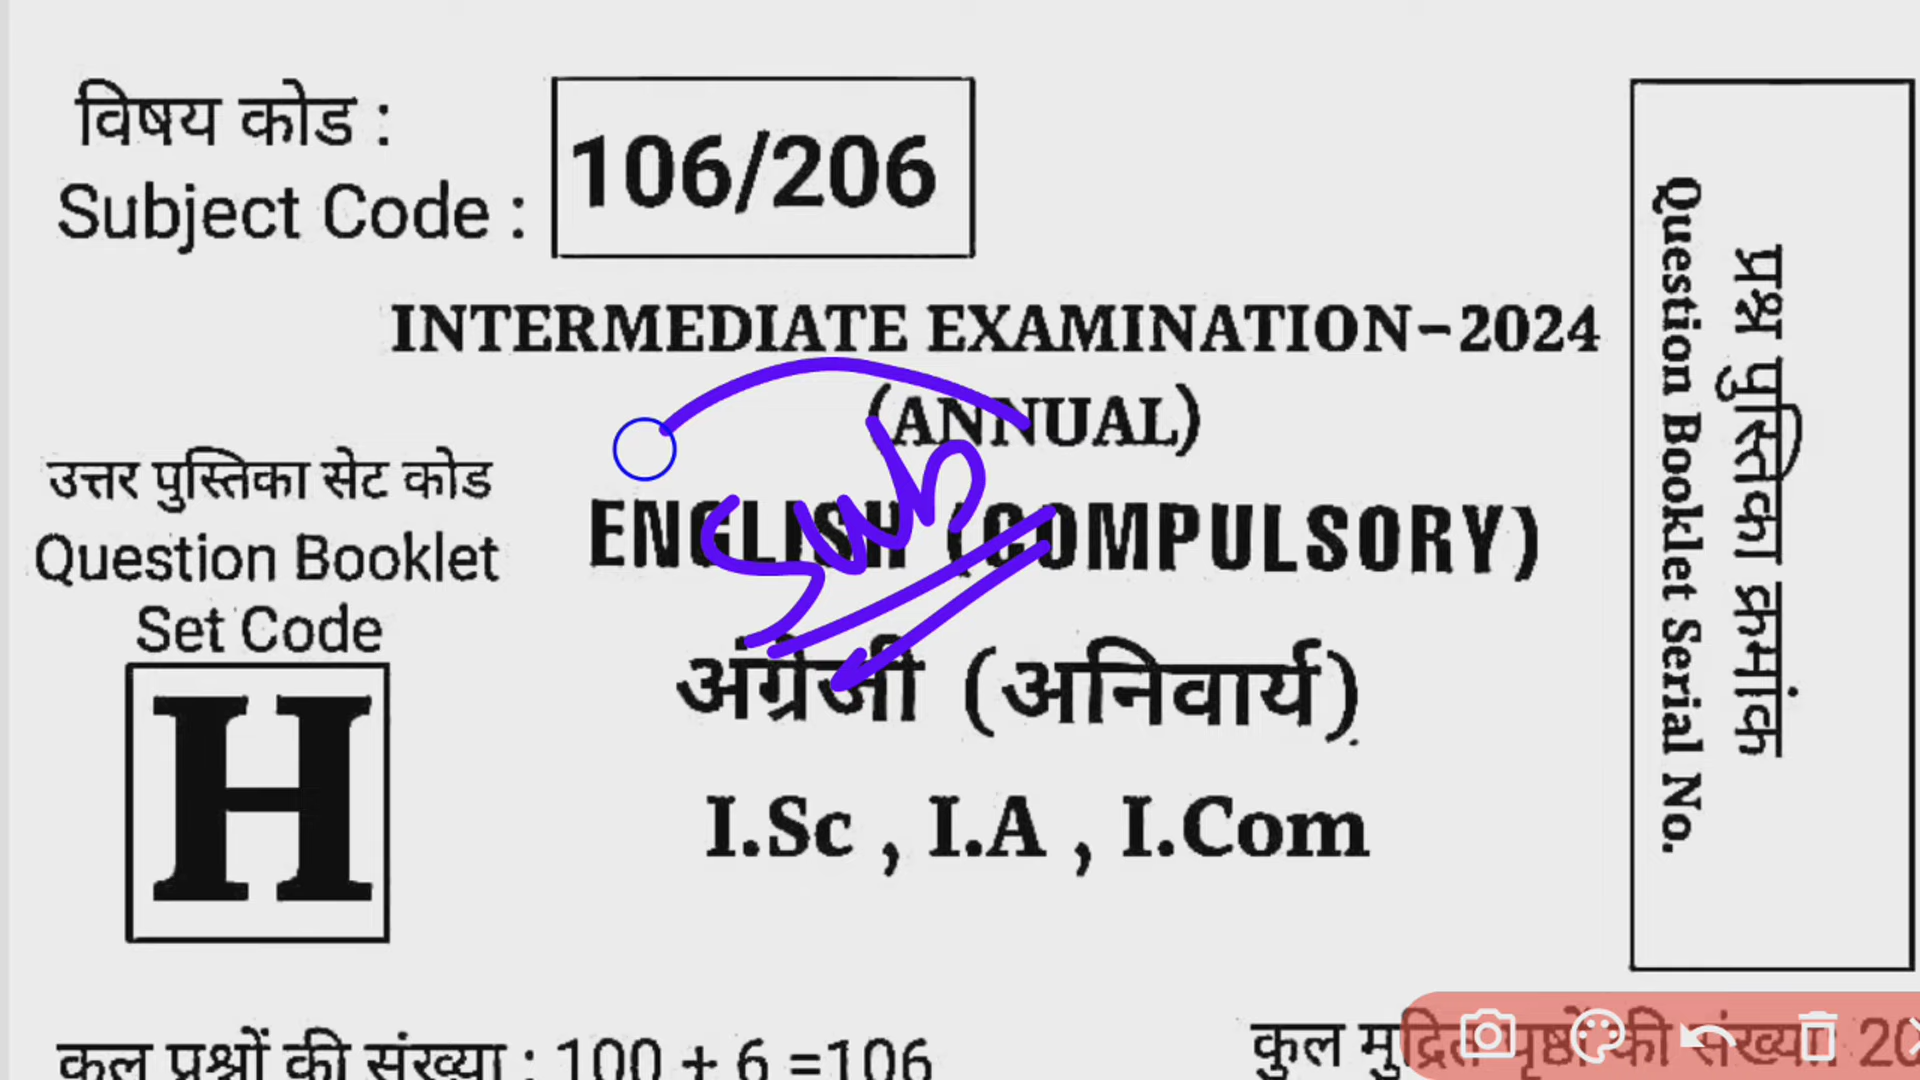 विषय कोड :
Subject Code :
106/206
INTERMEDIATE EXAMINATION-2024
(ANNUAL)
उत्तर पुस्तिका सेट कोड
Question Booklet
Set Code
H
ENGLISH (COMPULSORY)
अंग्रेजी (अनिवार्य)
I.Sc , I.A , I.Com
प्रश्न पुस्तिका क्रमांक
Question Booklet Serial No.
कुल प्रश्नों की संख्या : 100 + 6 =106
कुल मुद्रित पृष्ठों की संख्या: 20